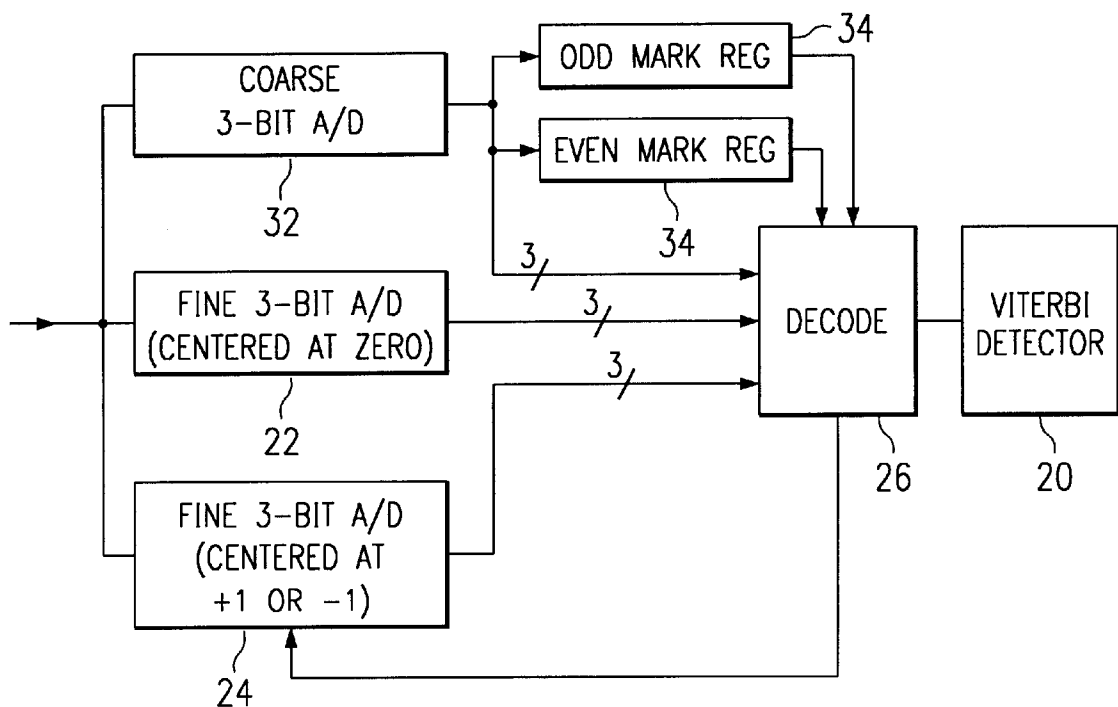 COARSE
3-BIT A/D
32
ODD MARK REG
34
EVEN MARK REG
34
3
FINE 3-BIT A/D
(CENTERED AT ZERO)
22
3
3
DECODE
26
VITERBI
DETECTOR
20
FINE 3-BIT A/D
(CENTERED AT
+1 OR -1)
24